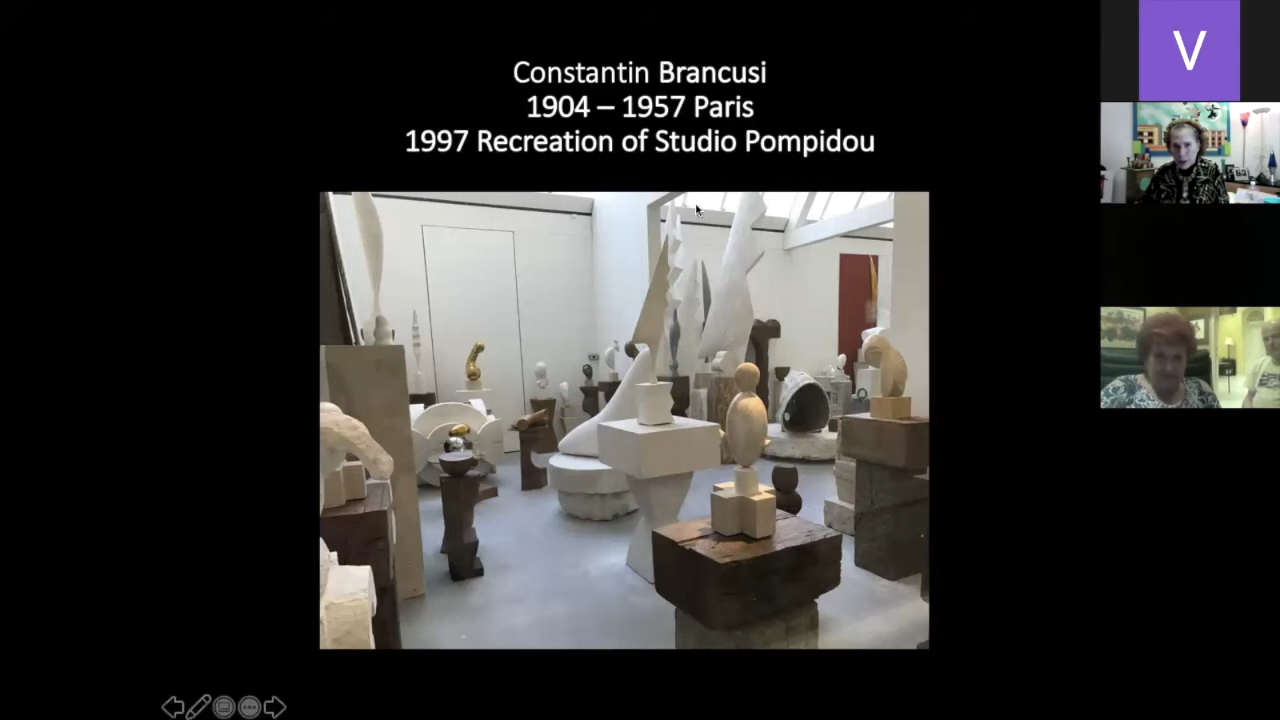 Constantin Brancusi
1904 – 1957 Paris
1997 Recreation of Studio Pompidou
V